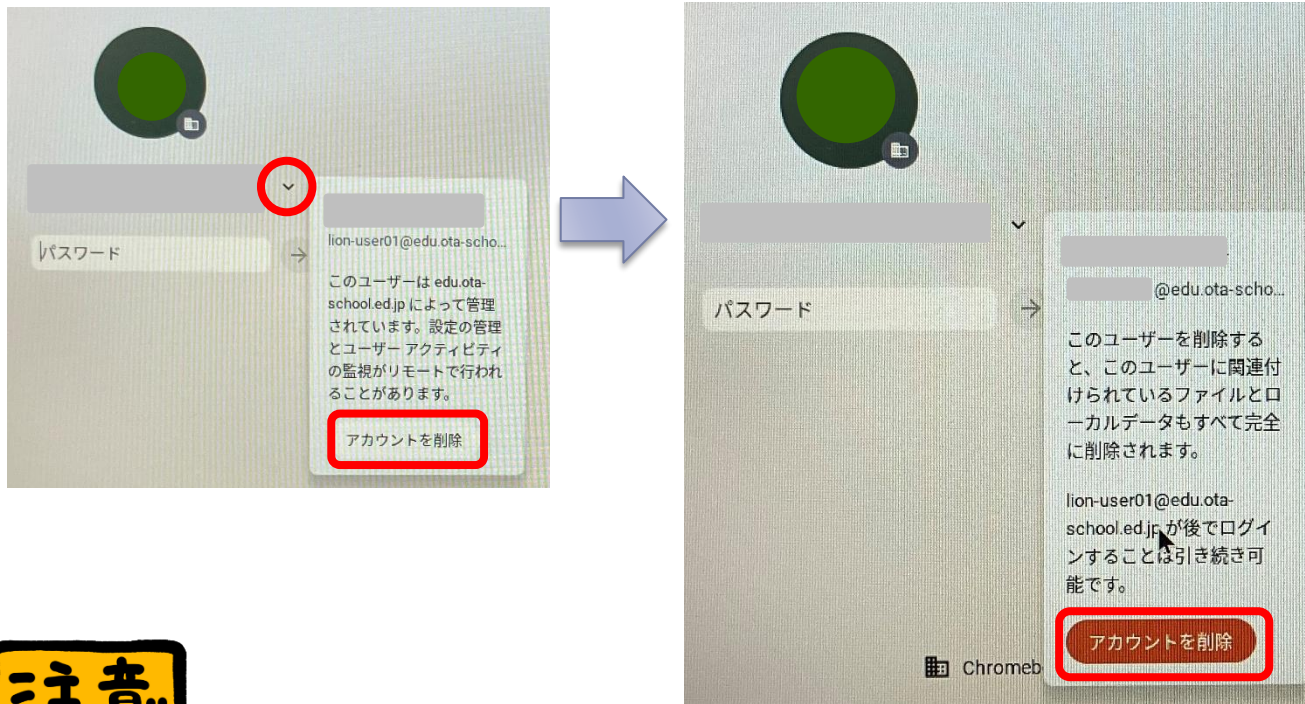 パスワード
lion-user01@edu.ota-scho...
このユーザーは edu.ota-
school.ed.jp によって管理
されています。設定の管理
とユーザー アクティビティ
の監視がリモートで行われ
ることがあります。
アカウントを削除
パスワード
@edu.ota-scho...
このユーザーを削除する
と、このユーザーに関連付
けられているファイルとロ
ーカルデータもすべて完全
に削除されます。
lion-user01@edu.ota-
school.ed.jp が後でログイ
ンすることは引き続き可
能です。
アカウントを削除
Chromeb
注意